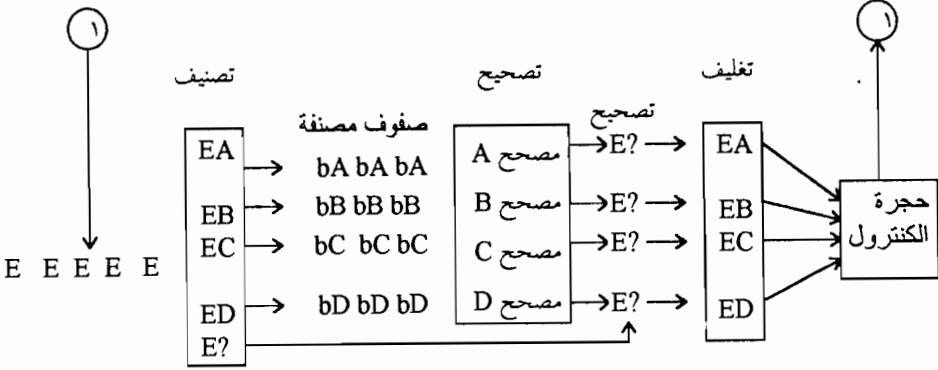 ١ ١
تصنيف تصحيح تغليف
صفوف مصنفة تصحيح
EA bA bA bA مصحح A E? EA
EB bB bB bB مصحح B E? EB
EC bC bC bC مصحح C E? EC
حجرة
الكنترول
E E E E E
ED bD bD bD مصحح D E? ED
E?